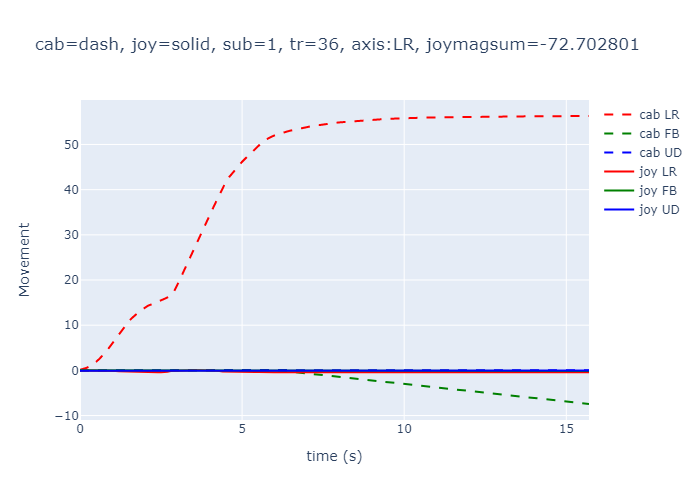 cab=dash, joy=solid, sub=1, tr=36, axis:LR, joymagsum=-72.702801
cab LR
cab FB
cab UD
joy LR
joy FB
joy UD
Movement
50
40
30
20
10
0
−10
0 5 10 15
time (s)